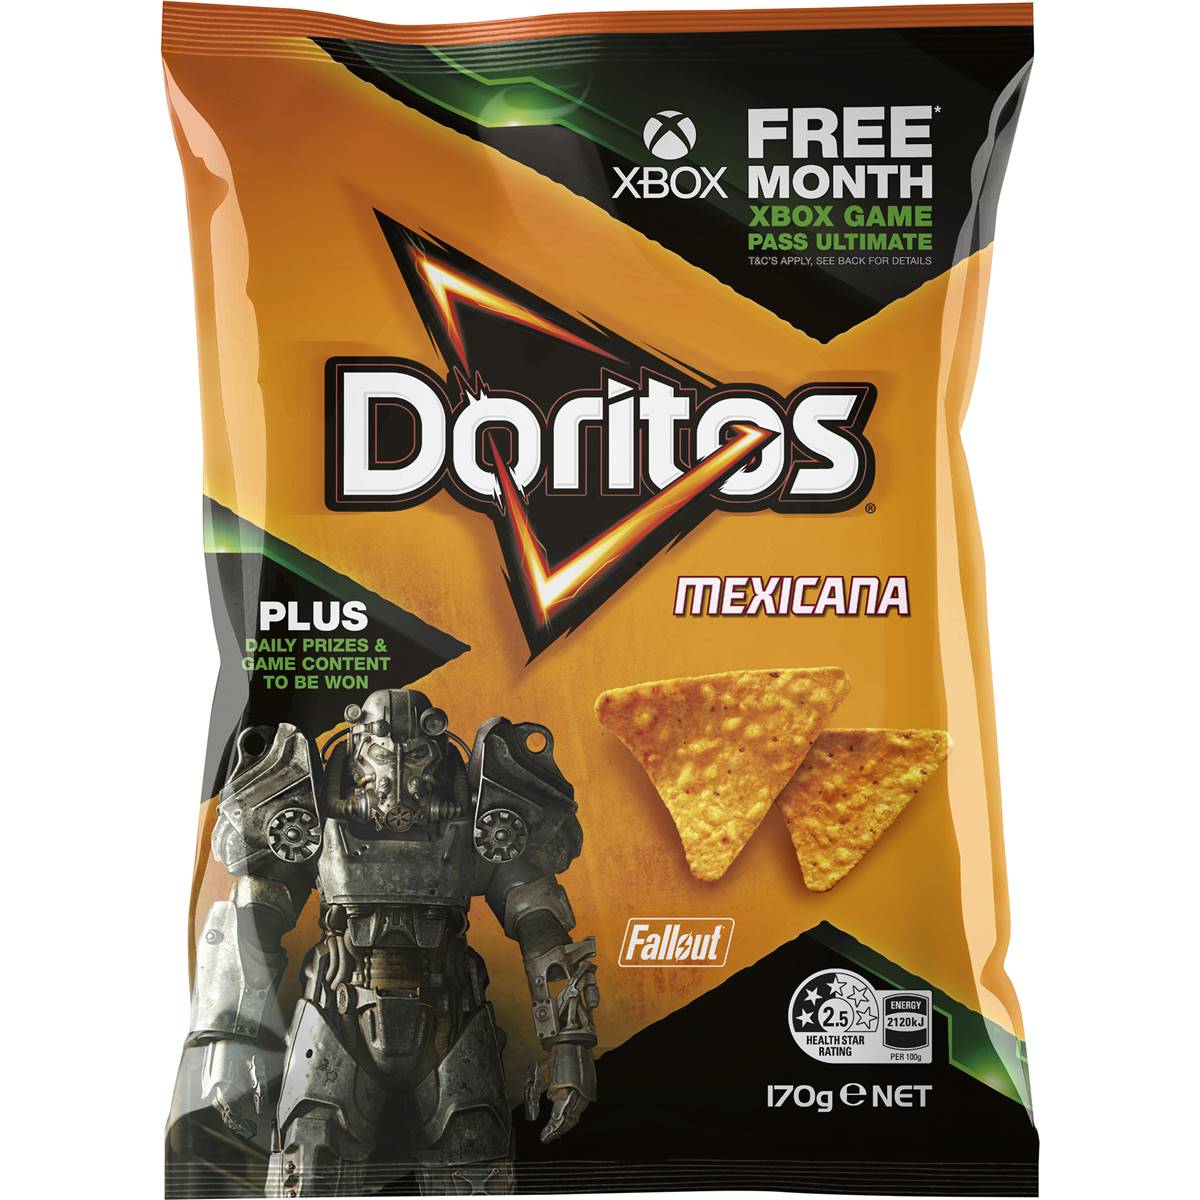 XBOX
FREE*
MONTH
XBOX GAME
PASS ULTIMATE
T&C'S APPLY, SEE BACK FOR DETAILS
Doritos®
MEXICANA
PLUS
DAILY PRIZES &
GAME CONTENT
TO BE WON
Fallout
2.5
HEALTH STAR
RATING
ENERGY
2120kJ
PER 100g
170g ℮ NET